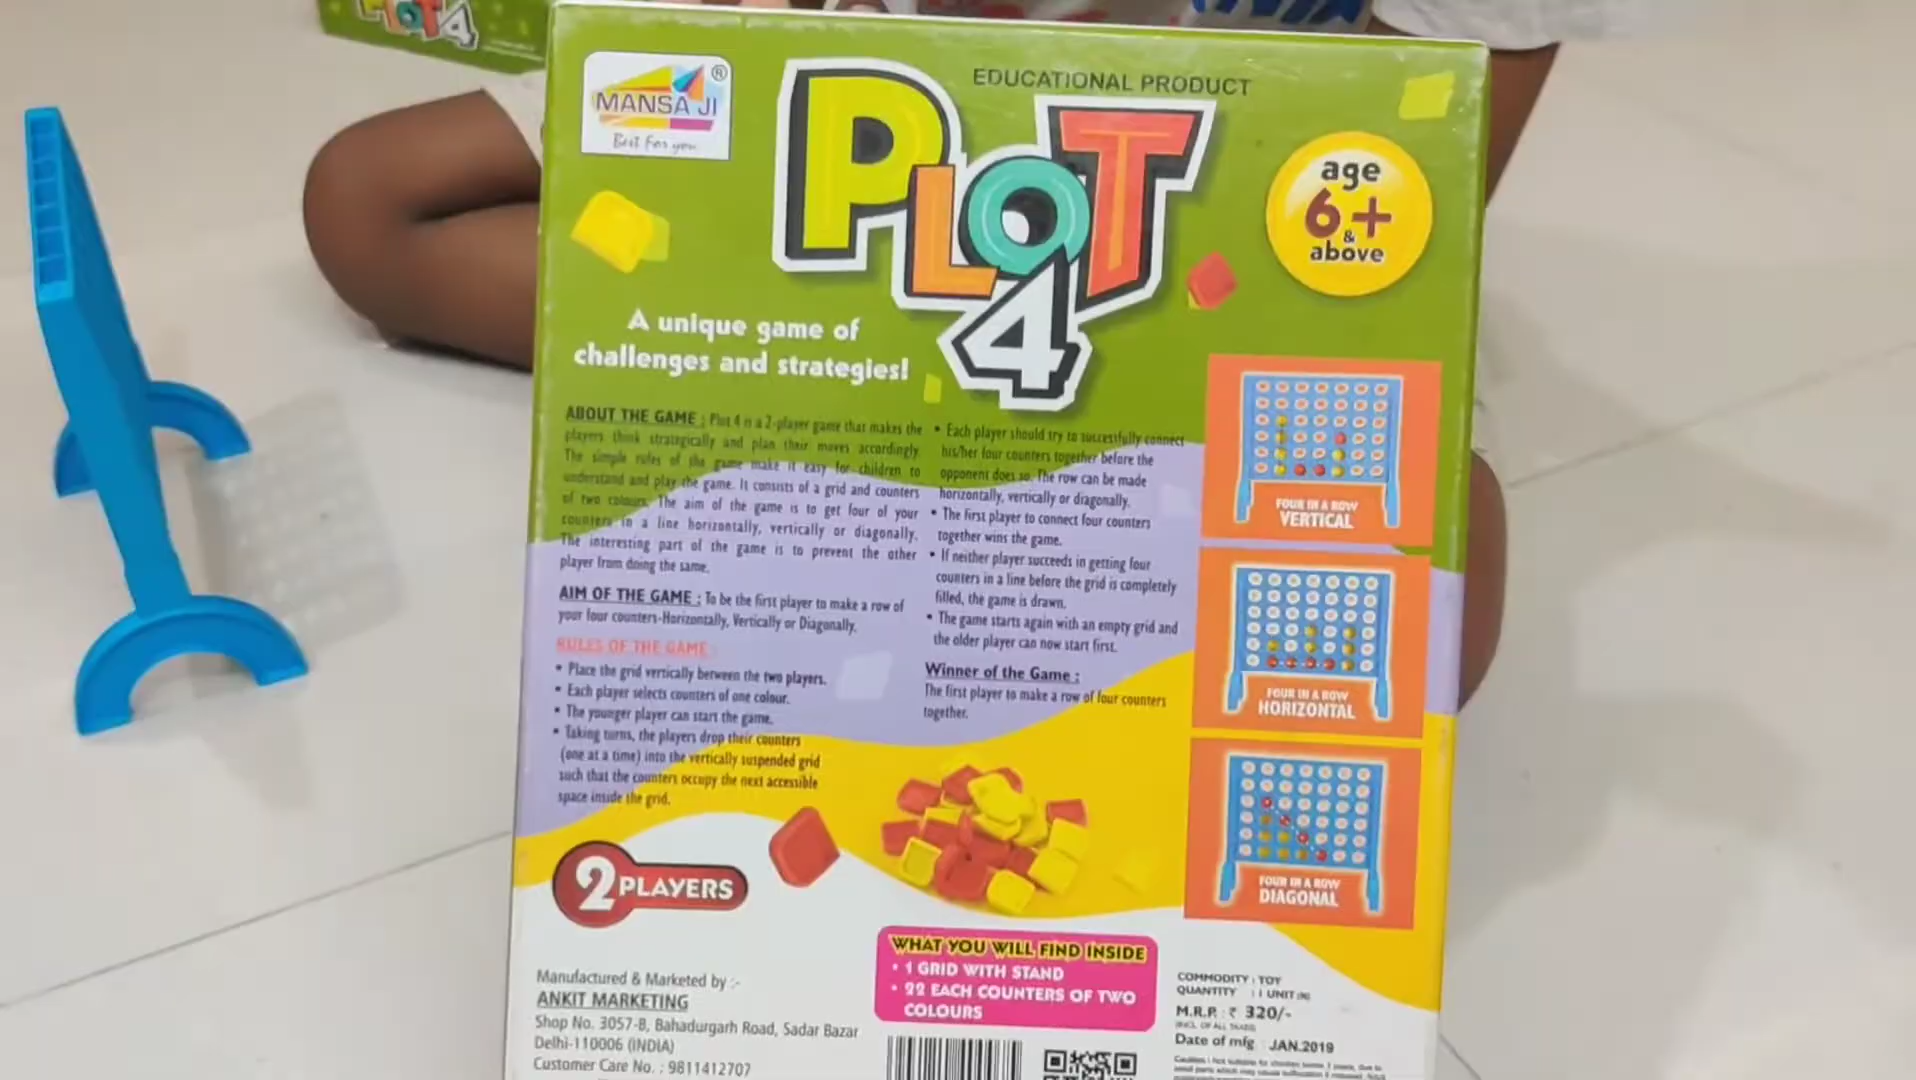 PLOT 4
MANSA JI ®
Best For you
EDUCATIONAL PRODUCT
PLOT
4
age
6+
&
above
A unique game of
challenges and strategies!
ABOUT THE GAME : Plot 4 is a 2-player game that makes the
players think strategically and plan their moves accordingly.
The simple rules of the game make it easy for children to
understand and play the game. It consists of a grid and counters
of two colours. The aim of the game is to get four of your
counters in a line horizontally, vertically or diagonally.
The interesting part of the game is to prevent the other
player from doing the same.
AIM OF THE GAME : To be the first player to make a row of
your four counters-Horizontally, Vertically or Diagonally.
RULES OF THE GAME :
• Place the grid vertically between the two players.
• Each player selects counters of one colour.
• The younger player can start the game.
• Taking turns, the players drop their counters
(one at a time) into the vertically suspended grid
such that the counters occupy the next accessible
space inside the grid.
• Each player should try to successfully connect
his/her four counters together before the
opponent does so. The row can be made
horizontally, vertically or diagonally.
• The first player to connect four counters
together wins the game.
• If neither player succeeds in getting four
counters in a line before the grid is completely
filled, the game is drawn.
• The game starts again with an empty grid and
the older player can now start first.
Winner of the Game :
The first player to make a row of four counters
together.
FOUR IN A ROW
VERTICAL
FOUR IN A ROW
HORIZONTAL
FOUR IN A ROW
DIAGONAL
2 PLAYERS
WHAT YOU WILL FIND INSIDE
• 1 GRID WITH STAND
• 22 EACH COUNTERS OF TWO
COLOURS
Manufactured & Marketed by :-
ANKIT MARKETING
Shop No. 3057-B, Bahadurgarh Road, Sadar Bazar
Delhi-110006 (INDIA)
Customer Care No. : 9811412707
COMMODITY : TOY
QUANTITY : 1 UNIT (N)
M.R.P. : ₹ 320/-
(INCL. OF ALL TAXES)
Date of mfg JAN.2019